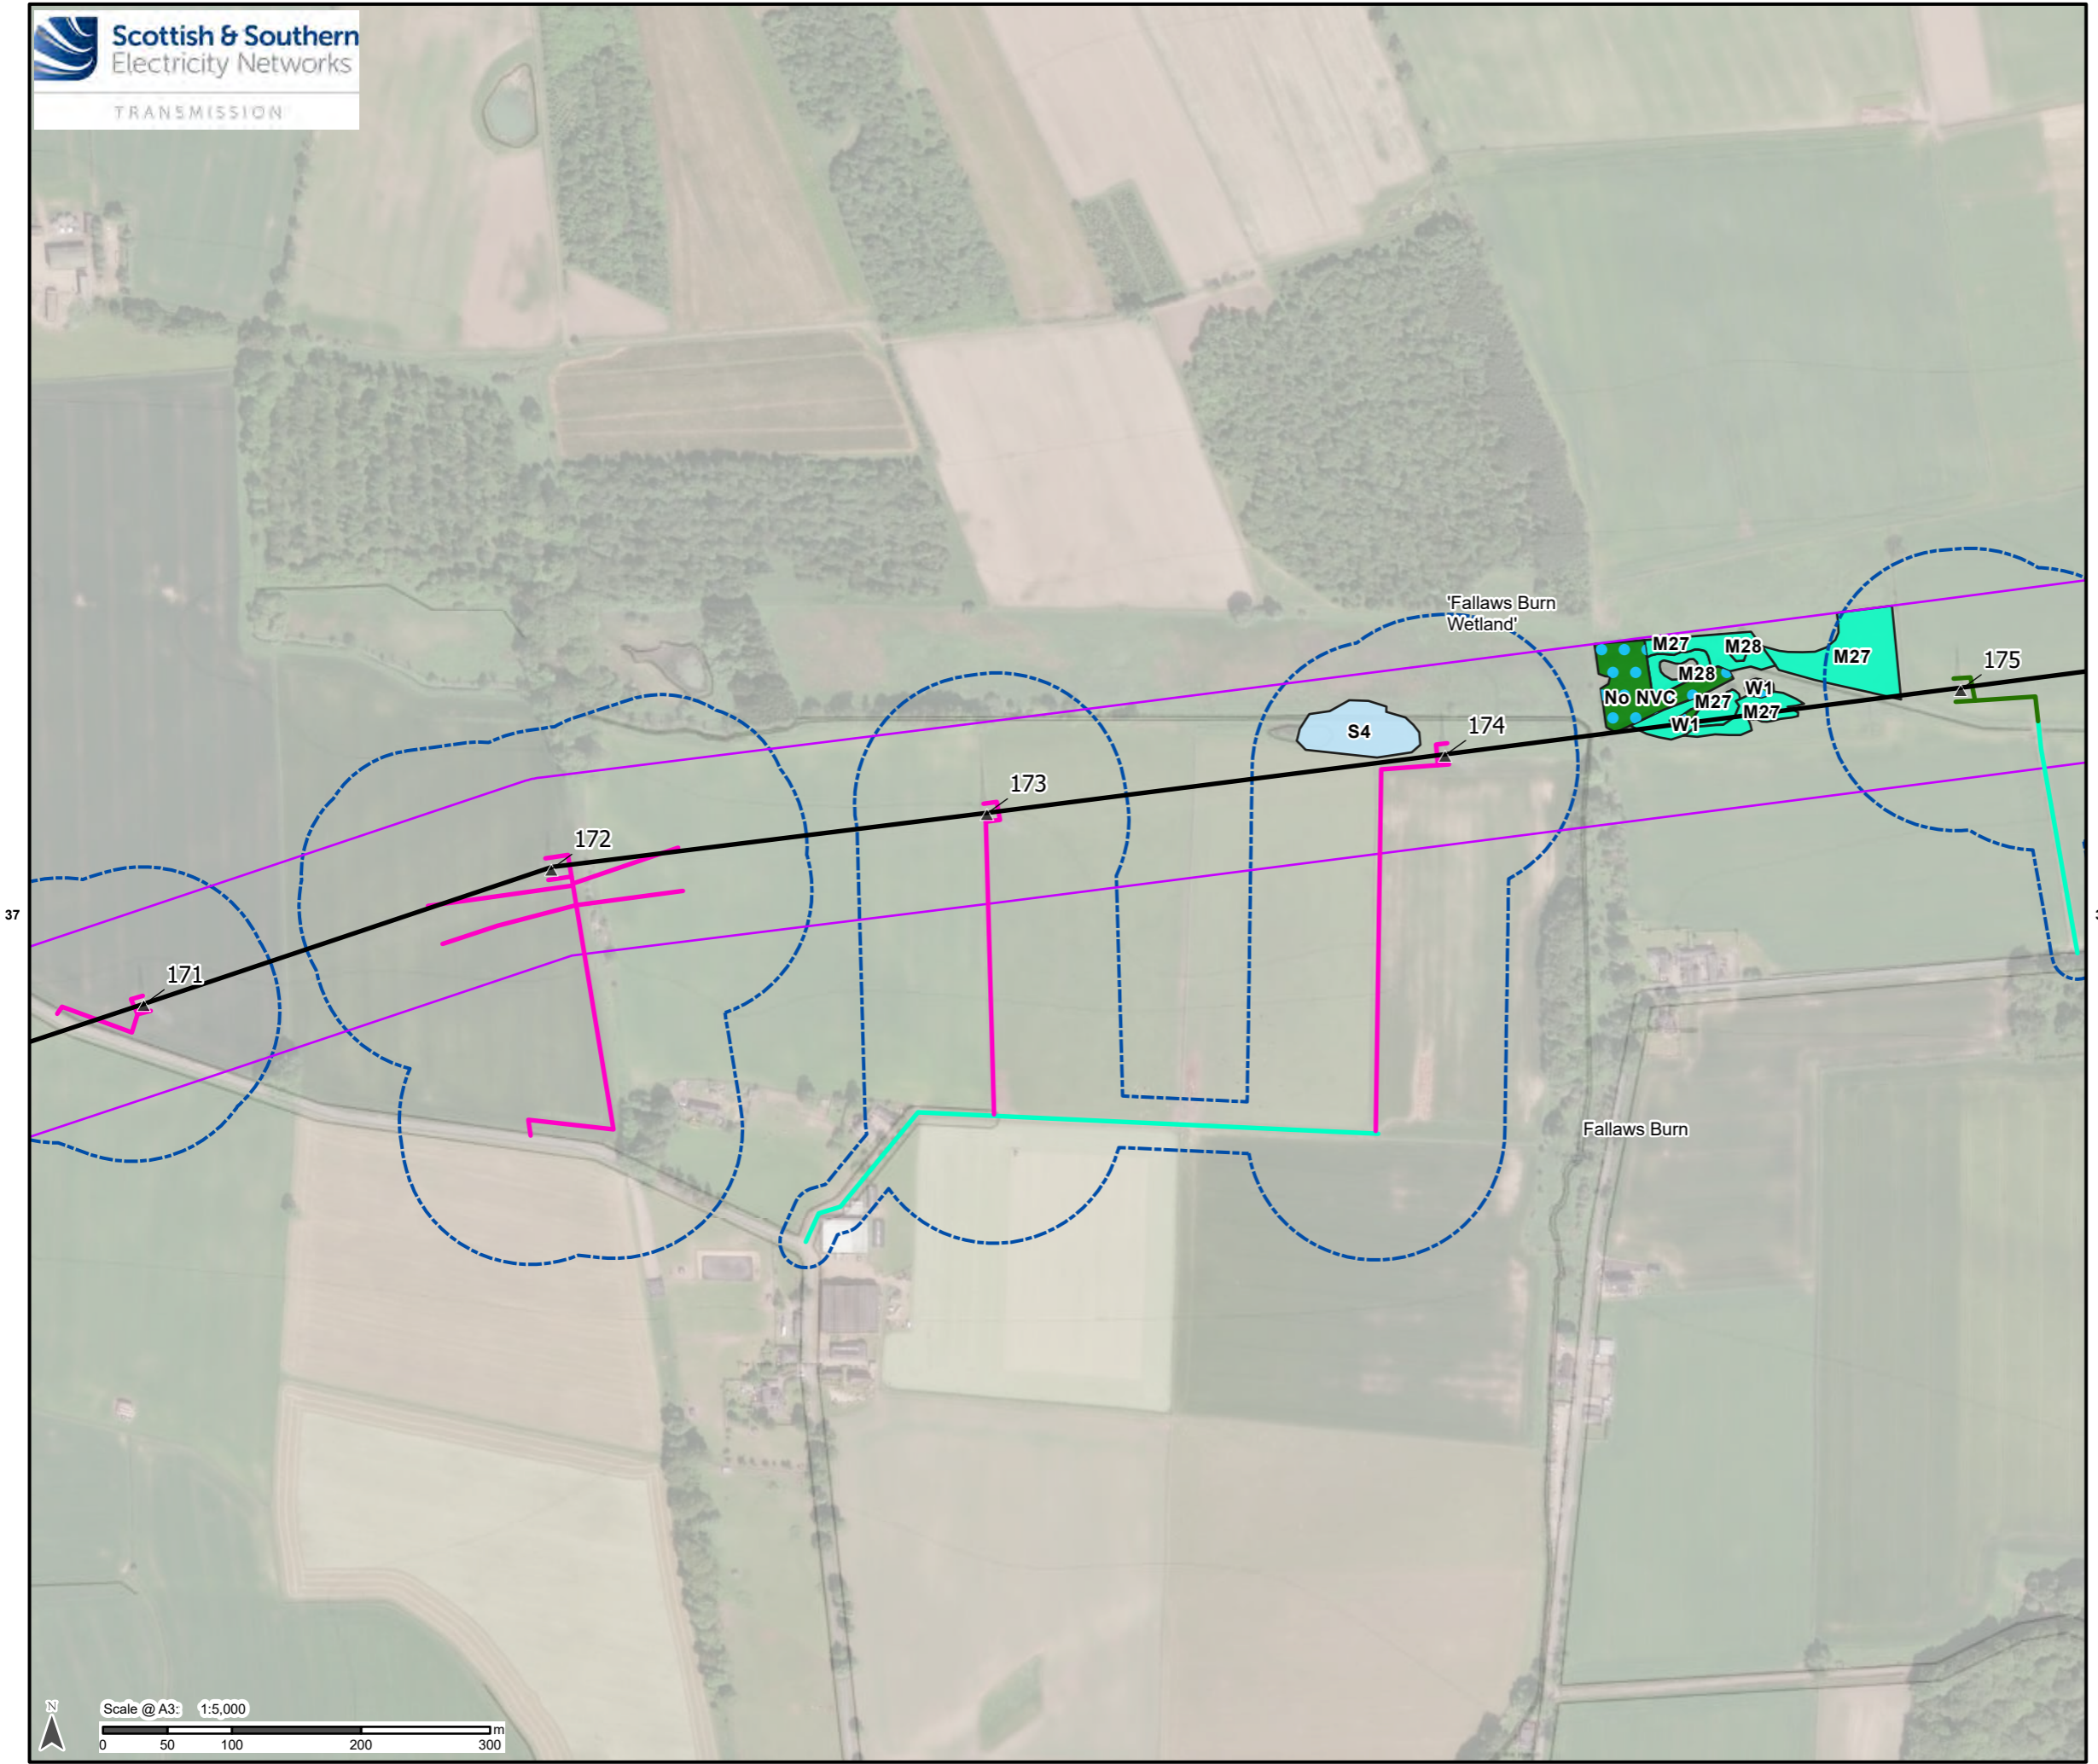 Scottish & Southern
Electricity Networks
TRANSMISSION
'Fallaws Burn
Wetland'
M27
M28
M27
M28
175
No NVC
W1
M27
M27
W1
S4
174
173
172
37
171
Fallaws Burn
N
Scale @ A3: 1:5,000
m
0 50 100 200 300